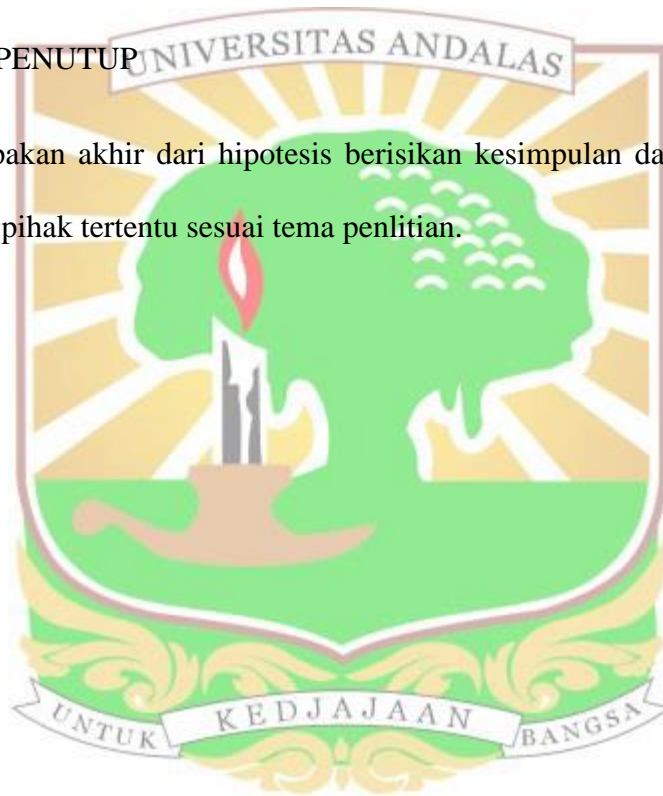 UNIVERSITAS ANDALAS
PENUTUP
pakan akhir dari hipotesis berisikan kesimpulan da
pihak tertentu sesuai tema penlitian.
UNTUK KEDJAJAAN BANGSA